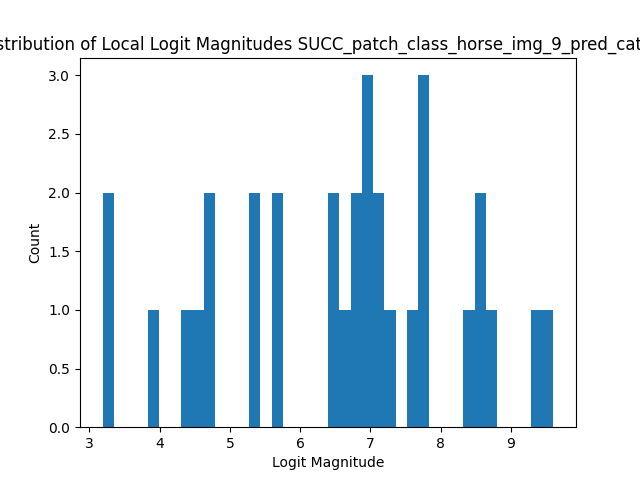 stribution of Local Logit Magnitudes SUCC_patch_class_horse_img_9_pred_cat
3.0
2.5
2.0
1.5
1.0
0.5
0.0
Count
3 4 5 6 7 8 9
Logit Magnitude